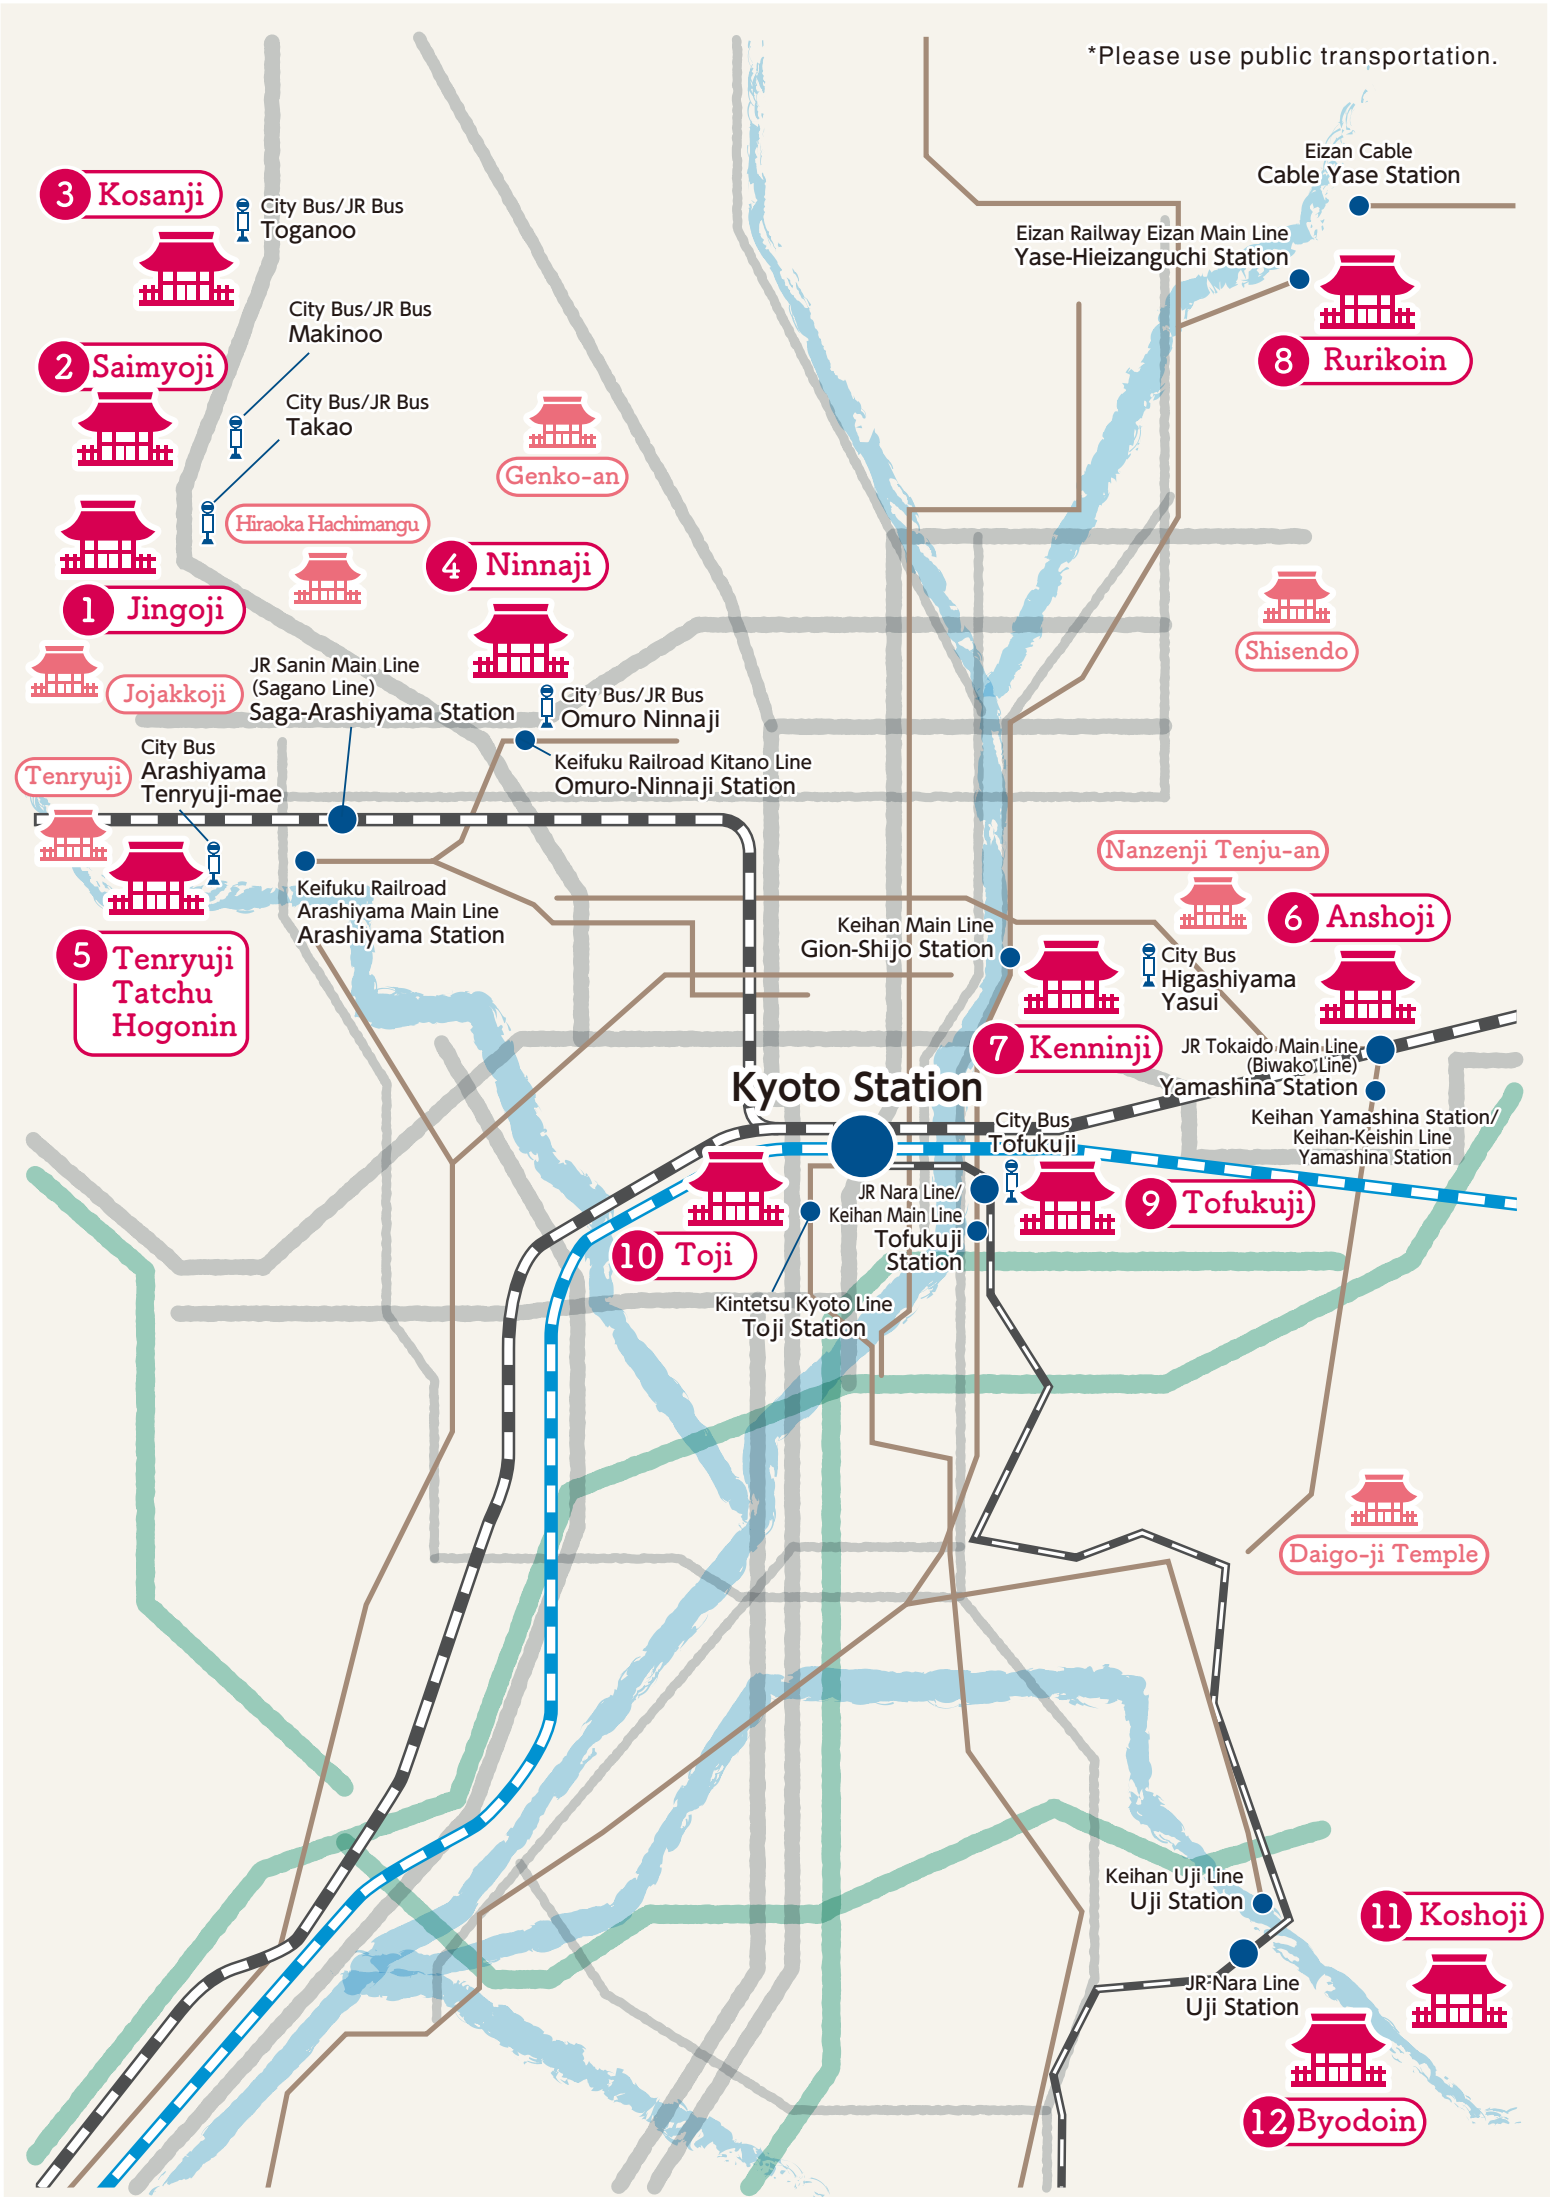 *Please use public transportation.
Eizan Cable
Cable Yase Station
3 Kosanji
City Bus/JR Bus
Toganoo
Eizan Railway Eizan Main Line
Yase-Hieizanguchi Station
City Bus/JR Bus
Makinoo
2 Saimyoji
8 Rurikoin
City Bus/JR Bus
Takao
Genko-an
Hiraoka Hachimangu
4 Ninnaji
1 Jingoji
Shisendo
Jojakkoji
JR Sanin Main Line
(Sagano Line)
Saga-Arashiyama Station
City Bus/JR Bus
Omuro Ninnaji
Tenryuji
City Bus
Arashiyama
Tenryuji-mae
Keifuku Railroad Kitano Line
Omuro-Ninnaji Station
Nanzenji Tenju-an
Keifuku Railroad
Arashiyama Main Line
Arashiyama Station
Keihan Main Line
Gion-Shijo Station
6 Anshoji
5 Tenryuji
Tatchu
Hogonin
City Bus
Higashiyama
Yasui
7 Kenninji
JR Tokaido Main Line
(Biwako Line)
Yamashina Station
Kyoto Station
Keihan Yamashina Station/
Keihan-Keishin Line
Yamashina Station
City Bus
Tofukuji
JR Nara Line/
Keihan Main Line
Tofukuji
Station
9 Tofukuji
10 Toji
Kintetsu Kyoto Line
Toji Station
Daigo-ji Temple
Keihan Uji Line
Uji Station
11 Koshoji
JR Nara Line
Uji Station
12 Byodoin